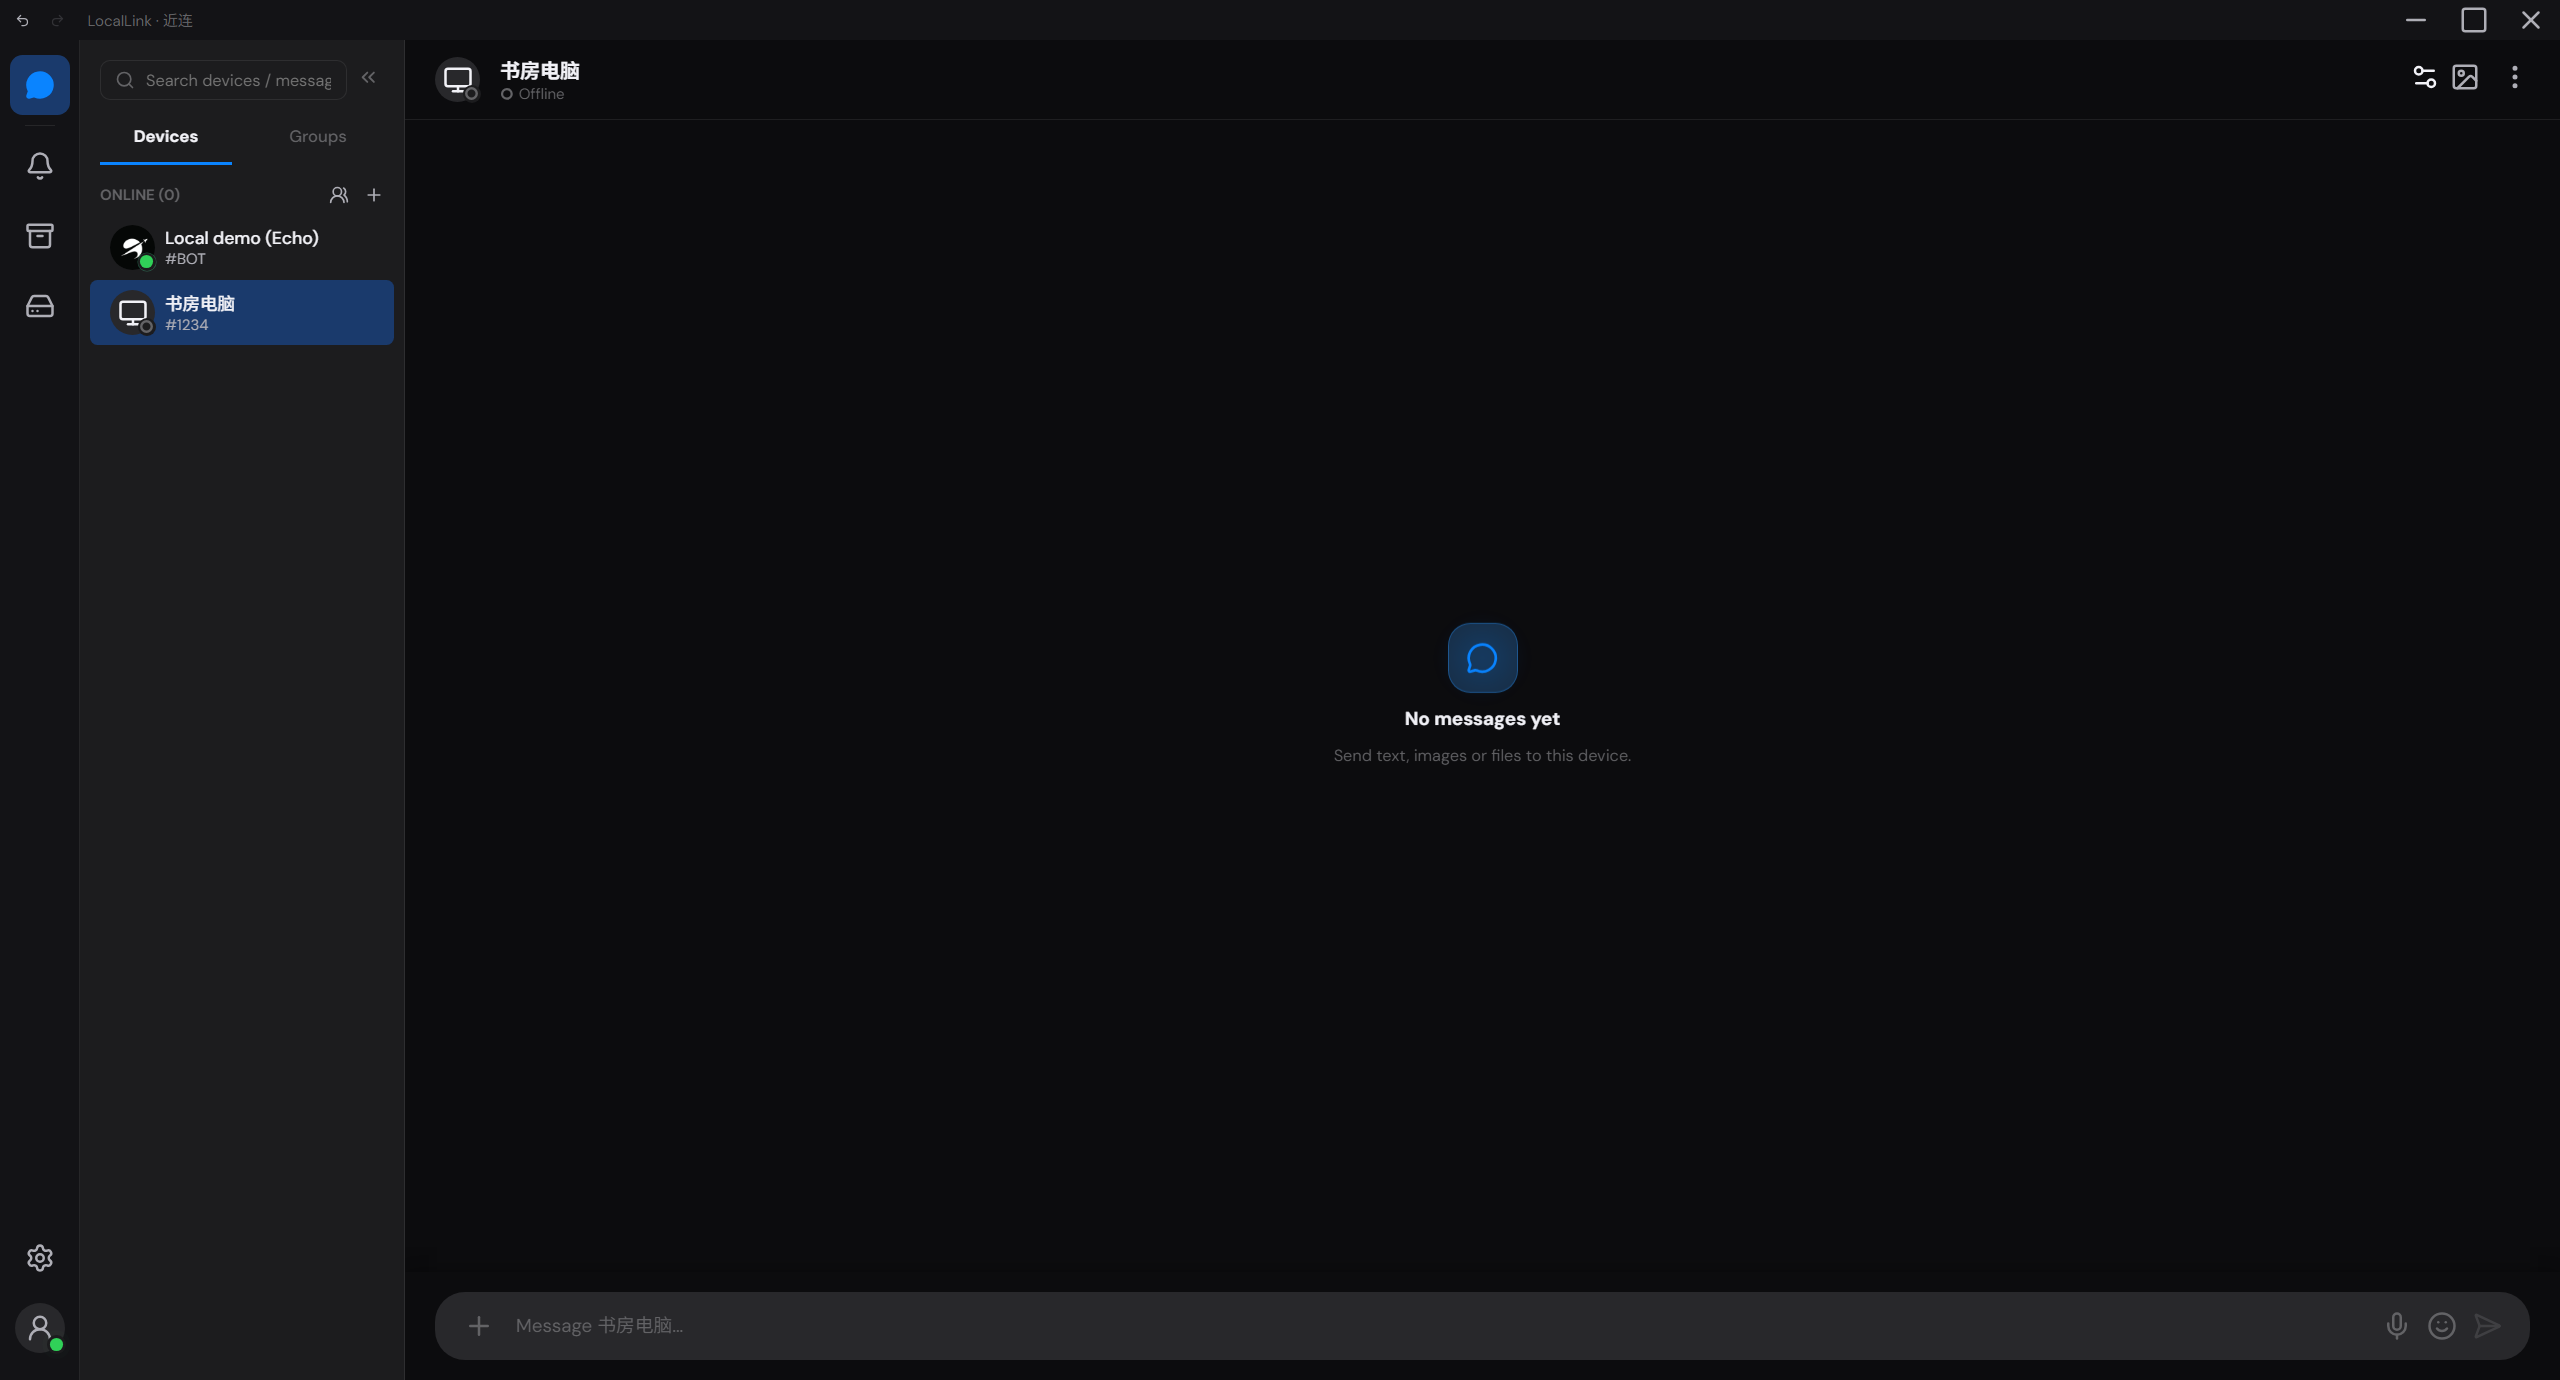 LocalLink · 近连
Search devices / messag
Devices
Groups
ONLINE (0)
Local demo (Echo)
#BOT
书房电脑
#1234
书房电脑
Offline
No messages yet
Send text, images or files to this device.
Message 书房电脑...